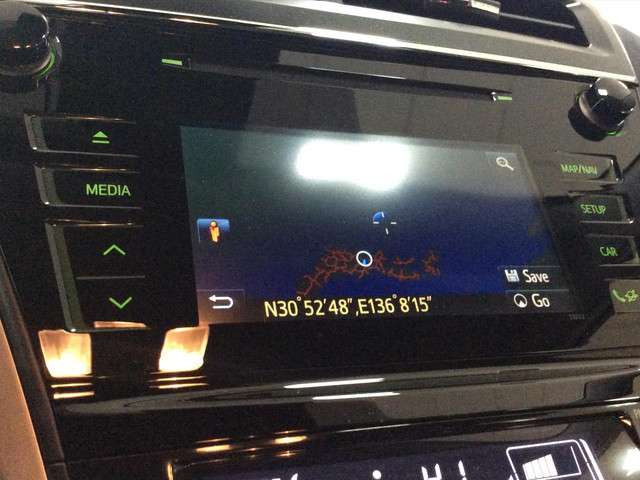 MEDIA
MAP/NAV
SETUP
CAR
Save
Go
N30°52'48",E136°8'15"